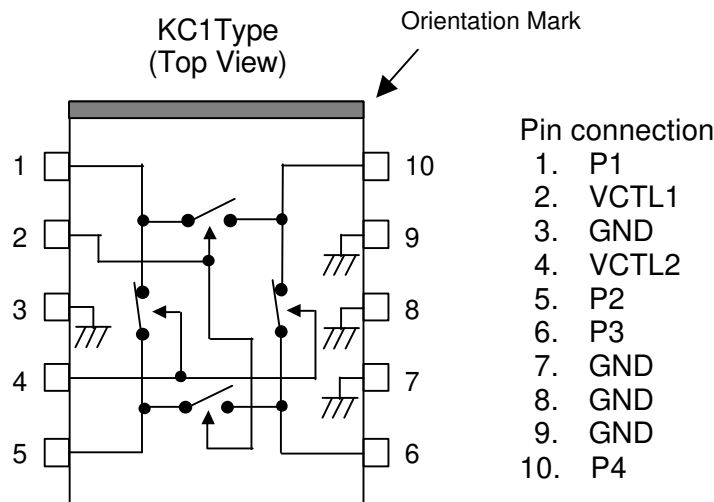 KC1Type
(Top View)
Orientation Mark
1
2
3
4
5
10
9
8
7
6
Pin connection
1. P1
2. VCTL1
3. GND
4. VCTL2
5. P2
6. P3
7. GND
8. GND
9. GND
10. P4